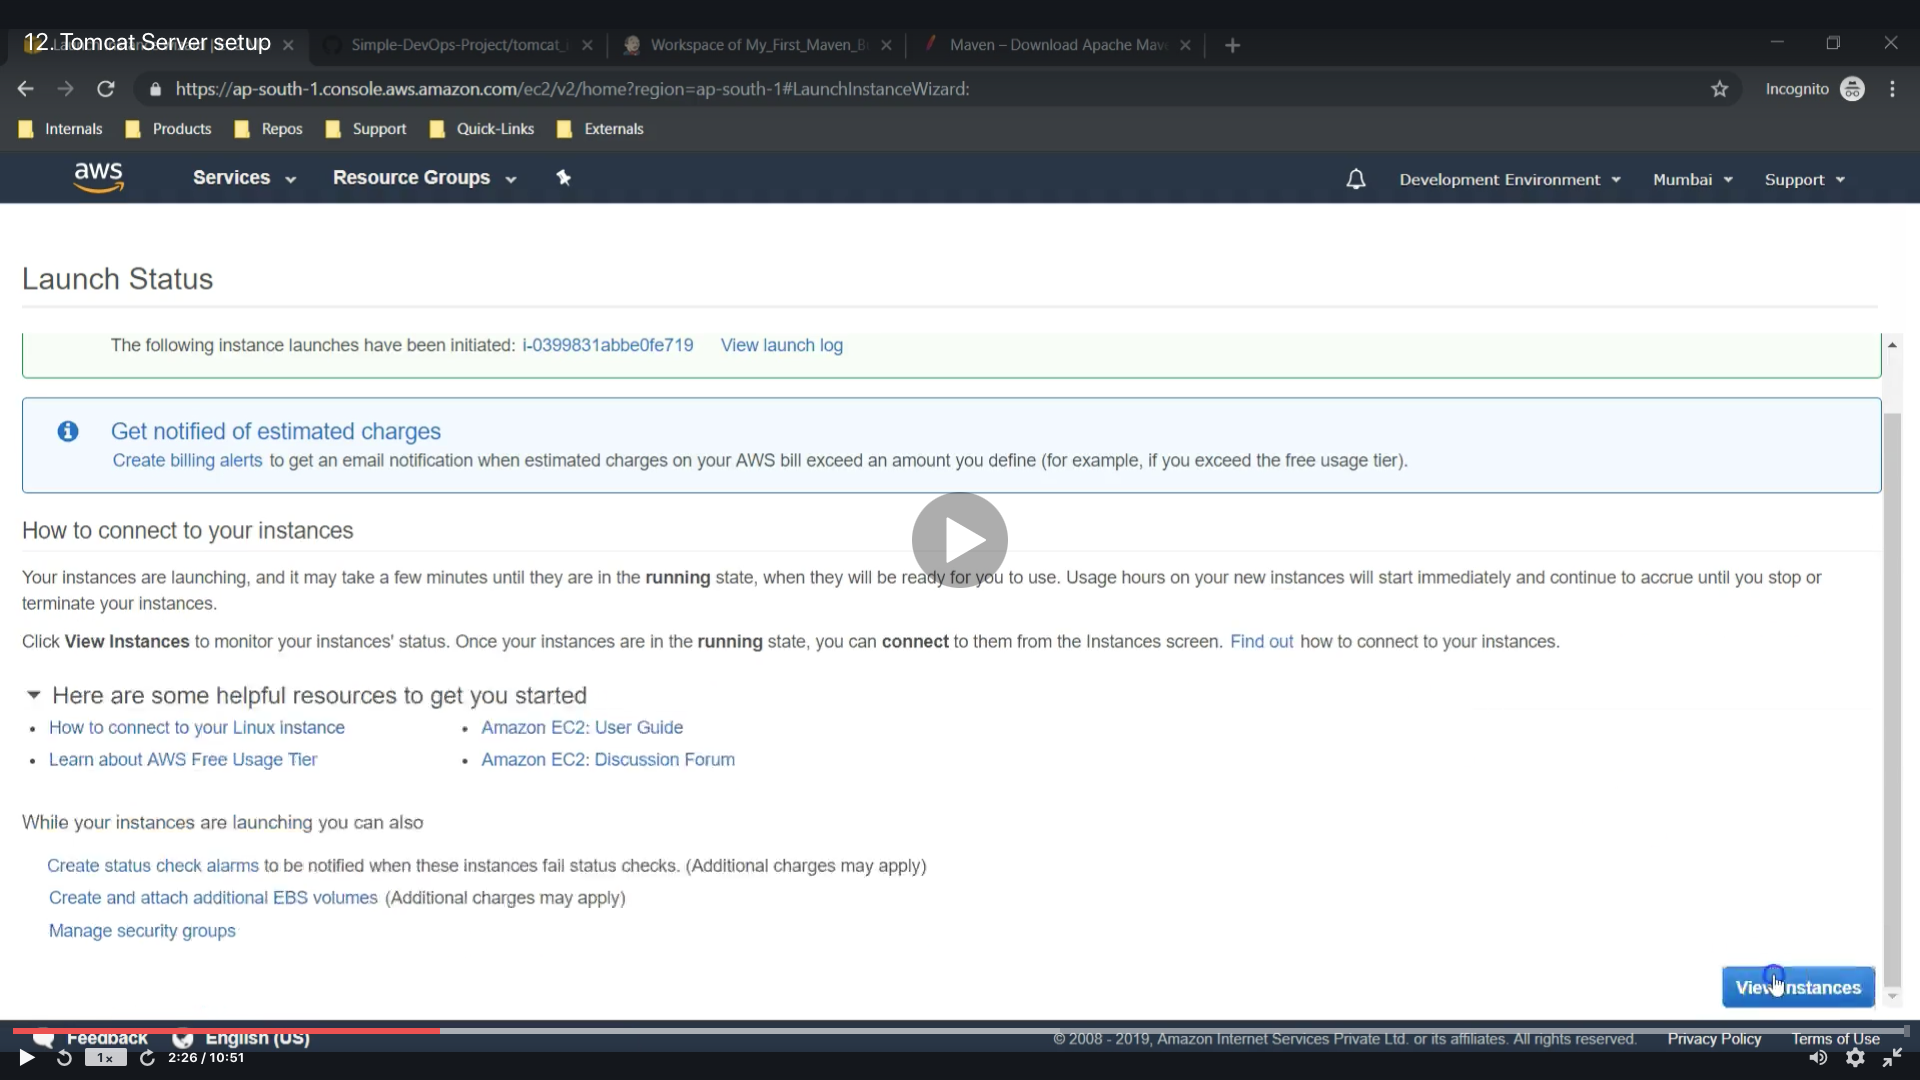 12. Tomcat Server setup
Simple-DevOps-Project/tomcat_
Workspace of My_First_Maven_B
Maven – Download Apache Mav
https://ap-south-1.console.aws.amazon.com/ec2/v2/home?region=ap-south-1#LaunchInstanceWizard:
Incognito
Internals
Products
Repos
Support
Quick-Links
Externals
aws
Services
Resource Groups
Development Environment
Mumbai
Support
Launch Status
The following instance launches have been initiated: i-0399831abbe0fe719 View launch log
Get notified of estimated charges
Create billing alerts to get an email notification when estimated charges on your AWS bill exceed an amount you define (for example, if you exceed the free usage tier).
How to connect to your instances
Your instances are launching, and it may take a few minutes until they are in the running state, when they will be ready for you to use. Usage hours on your new instances will start immediately and continue to accrue until you stop or
terminate your instances.
Click View Instances to monitor your instances' status. Once your instances are in the running state, you can connect to them from the Instances screen. Find out how to connect to your instances.
Here are some helpful resources to get you started
• How to connect to your Linux instance
• Amazon EC2: User Guide
• Learn about AWS Free Usage Tier
• Amazon EC2: Discussion Forum
While your instances are launching you can also
Create status check alarms to be notified when these instances fail status checks. (Additional charges may apply)
Create and attach additional EBS volumes (Additional charges may apply)
Manage security groups
View Instances
Feedback
English (US)
© 2008 - 2019, Amazon Internet Services Private Ltd. or its affiliates. All rights reserved.
Privacy Policy
Terms of Use
1x
2:26 / 10:51